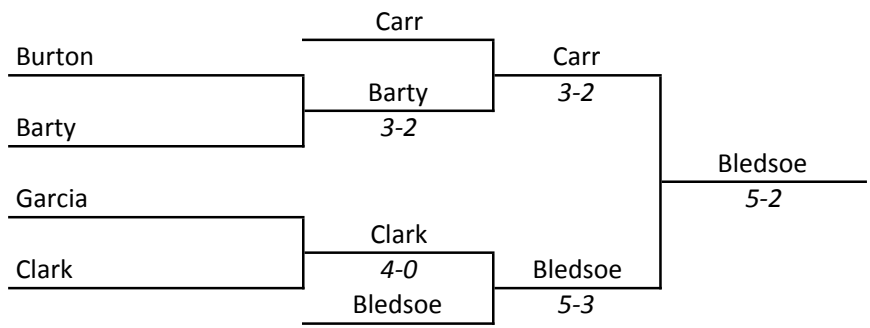 Carr
Burton
Carr
Barty
3-2
Barty
3-2
Bledsoe
5-2
Garcia
Clark
Clark
4-0
Bledsoe
Bledsoe
5-3